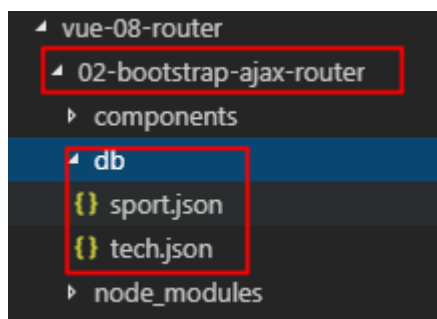 vue-08-router
02-bootstrap-ajax-router
components
db
{} sport.json
{} tech.json
node_modules